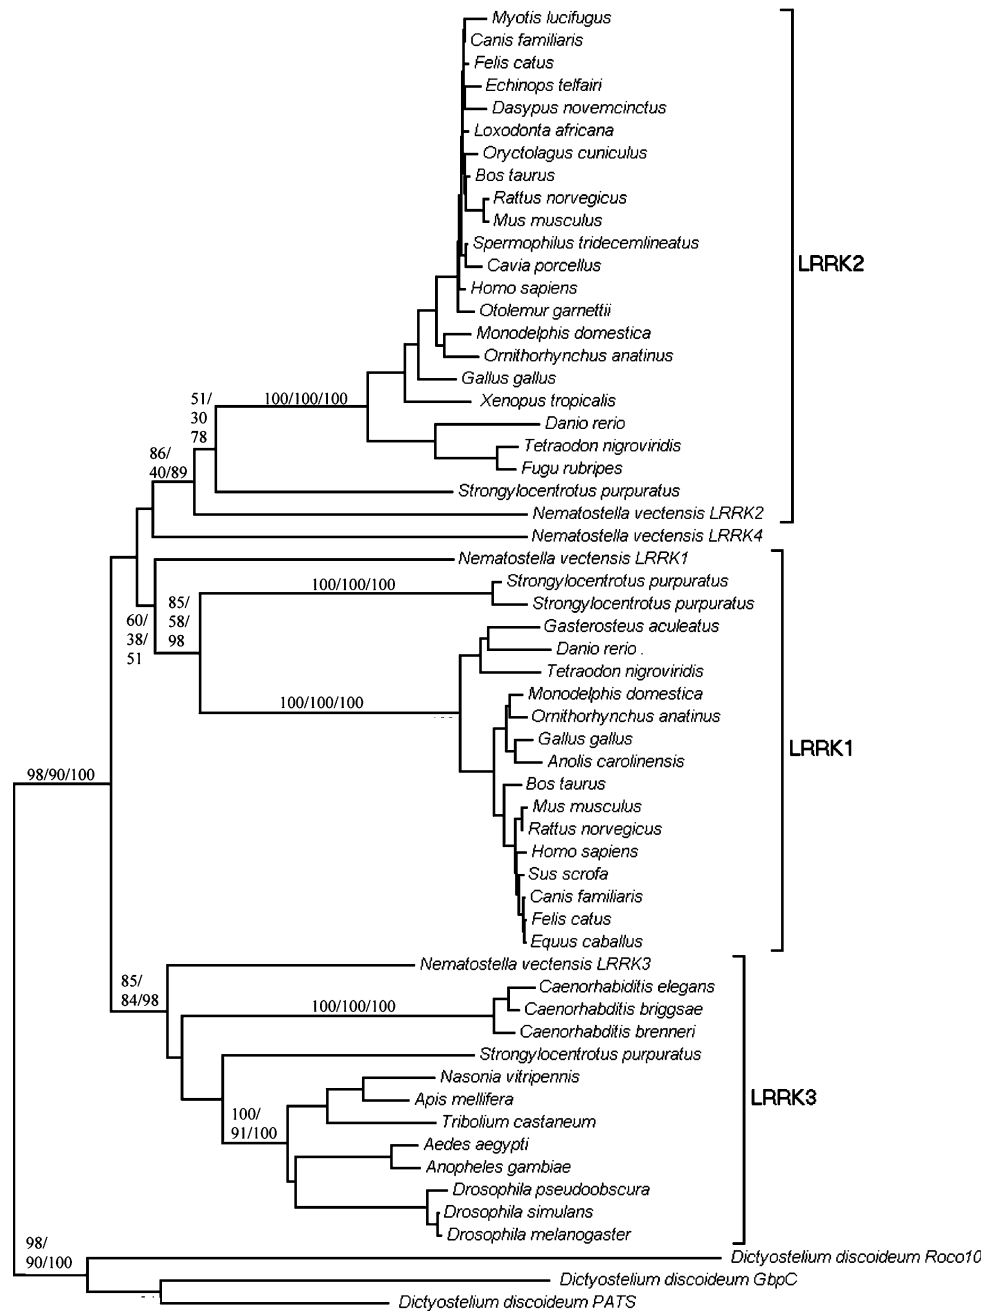 Myotis lucifugus
Canis familiaris
Felis catus
Echinops telfairi
Dasypus novemcinctus
Loxodonta africana
Oryctolagus cuniculus
Bos taurus
Rattus norvegicus
Mus musculus
Spermophilus tridecemlineatus
Cavia porcellus
LRRK2
Homo sapiens
Otolemur garnettii
Monodelphis domestica
Ornithorhynchus anatinus
Gallus gallus
51/
30
78
100/100/100
Xenopus tropicalis
Danio rerio
Tetraodon nigroviridis
86/
40/89
Fugu rubripes
Strongylocentrotus purpuratus
Nematostella vectensis LRRK2
Nematostella vectensis LRRK4
Nematostella vectensis LRRK1
100/100/100
Strongylocentrotus purpuratus
Strongylocentrotus purpuratus
60/
38/
51
85/
58/
98
Gasterosteus aculeatus
Danio rerio .
Tetraodon nigroviridis
Monodelphis domestica
100/100/100
Ornithorhynchus anatinus
Gallus gallus
LRRK1
Anolis carolinensis
98/90/100
Bos taurus
Mus musculus
Rattus norvegicus
Homo sapiens
Sus scrofa
Canis familiaris
Felis catus
Equus caballus
Nematostella vectensis LRRK3
85/
84/98
Caenorhabiditis elegans
100/100/100
Caenorhabditis briggsae
Caenorhabditis brenneri
Strongylocentrotus purpuratus
Nasonia vitripennis
Apis mellifera
LRRK3
100/
91/100
Tribolium castaneum
Aedes aegypti
Anopheles gambiae
Drosophila pseudoobscura
Drosophila simulans
Drosophila melanogaster
98/
90/100
Dictyostelium discoideum Roco10
Dictyostelium discoideum GbpC
Dictyostelium discoideum PATS